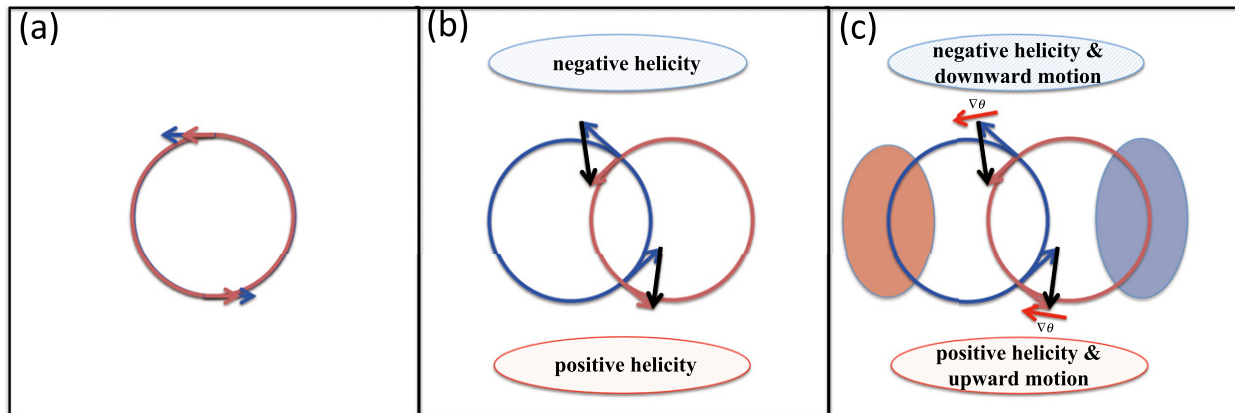 (a)
(b)
negative helicity
positive helicity
(c)
negative helicity &
downward motion
∇θ
∇θ
positive helicity &
upward motion